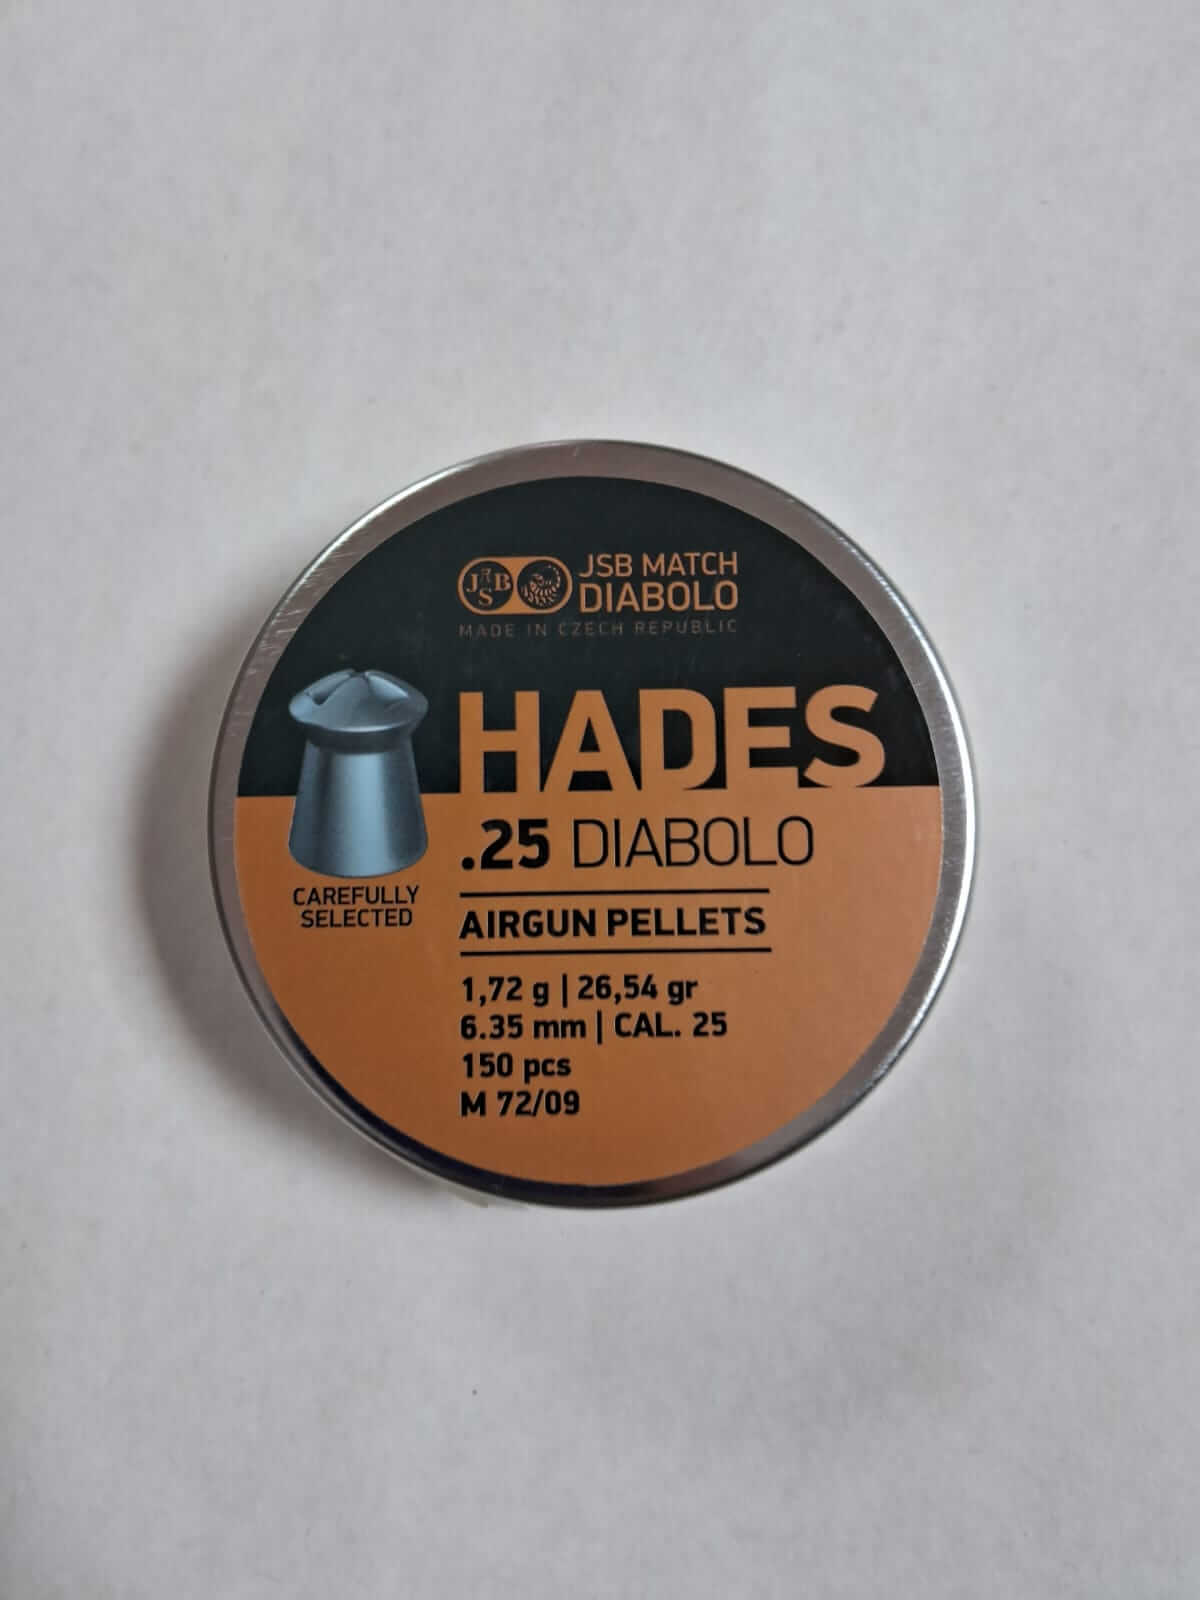 JSB
JSB MATCH
DIABOLO
MADE IN CZECH REPUBLIC
HADES
.25 DIABOLO
CAREFULLY
SELECTED
AIRGUN PELLETS
1,72 g | 26,54 gr
6.35 mm | CAL. 25
150 pcs
M 72/09